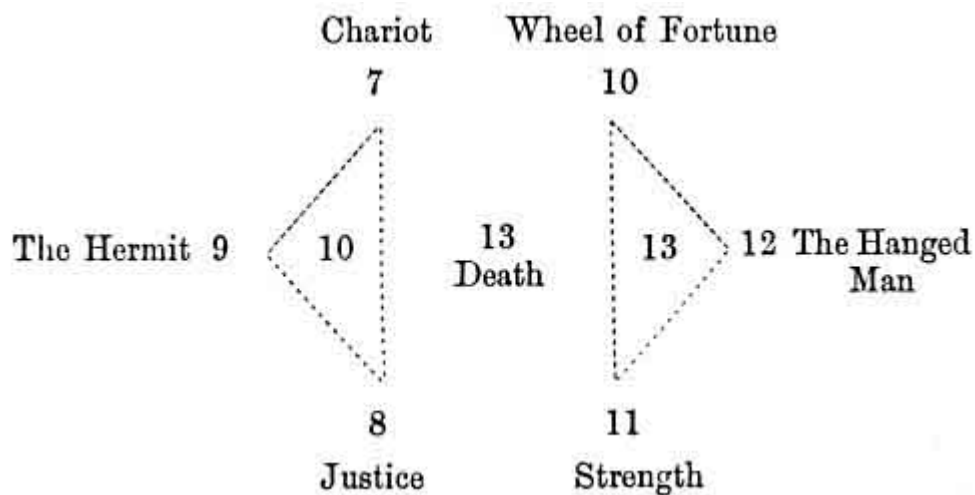 Chariot Wheel of Fortune
7 10
The Hermit 9 10 13 13 12 The Hanged
Death Man
8 11
Justice Strength